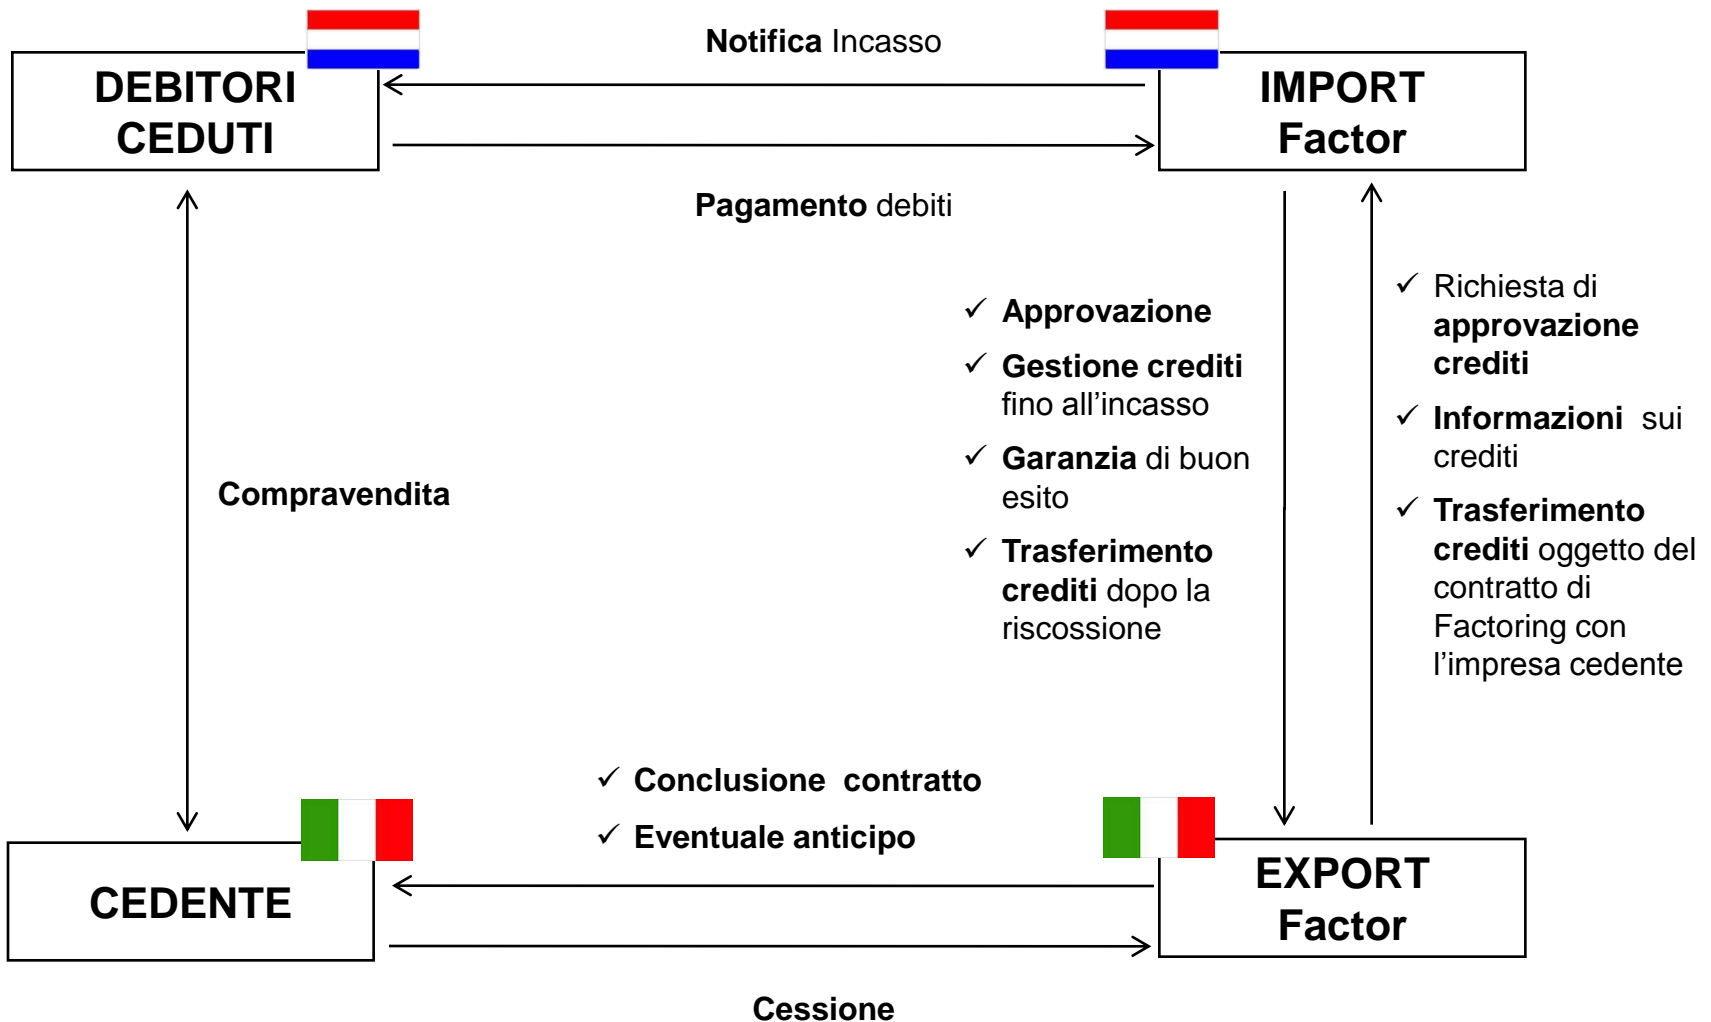 Notifica Incasso
DEBITORI
CEDUTI
IMPORT
Factor
Pagamento debiti
✓ Approvazione
✓ Gestione crediti
fino all’incasso
✓ Garanzia di buon
esito
✓ Trasferimento
crediti dopo la
riscossione
✓ Richiesta di
approvazione
crediti
✓ Informazioni sui
crediti
✓ Trasferimento
crediti oggetto del
contratto di
Factoring con
l’impresa cedente
Compravendita
✓ Conclusione contratto
✓ Eventuale anticipo
CEDENTE
EXPORT
Factor
Cessione